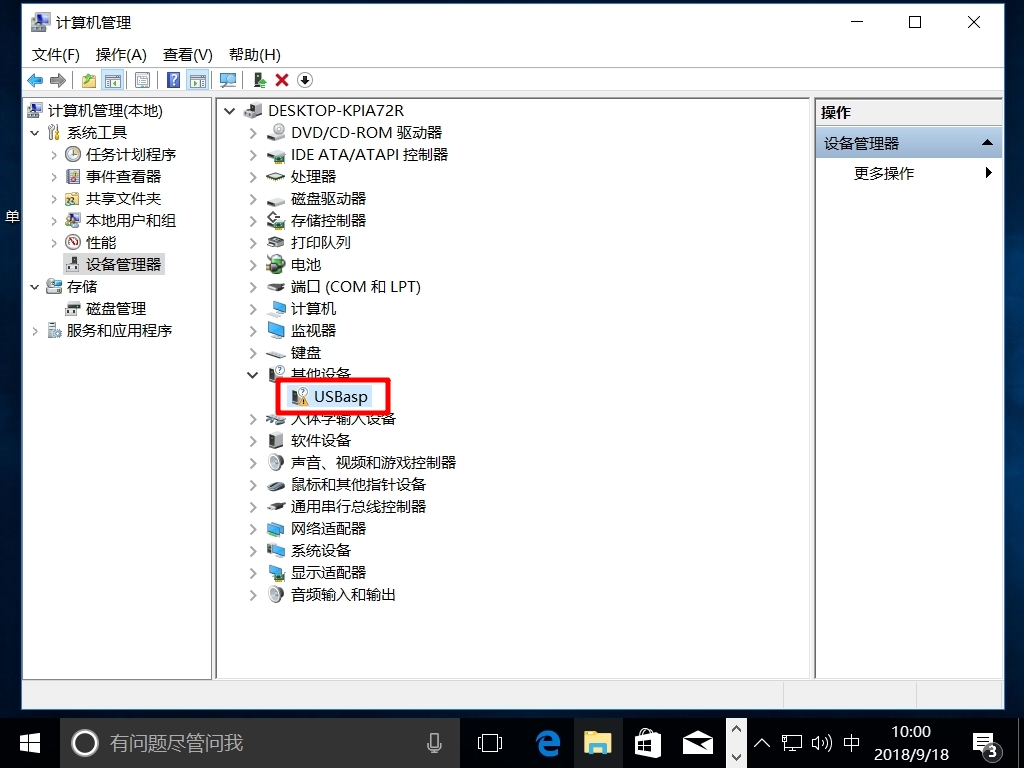 计算机管理
文件(F) 操作(A) 查看(V) 帮助(H)
计算机管理(本地)
系统工具
任务计划程序
事件查看器
共享文件夹
本地用户和组
性能
设备管理器
存储
磁盘管理
服务和应用程序
单
DESKTOP-KPIA72R
DVD/CD-ROM 驱动器
IDE ATA/ATAPI 控制器
处理器
磁盘驱动器
存储控制器
打印队列
电池
端口 (COM 和 LPT)
计算机
监视器
键盘
其他设备
USBasp
人体学输入设备
软件设备
声音、视频和游戏控制器
鼠标和其他指针设备
通用串行总线控制器
网络适配器
系统设备
显示适配器
音频输入和输出
操作
设备管理器
更多操作
有问题尽管问我
中
10:00
2018/9/18
3